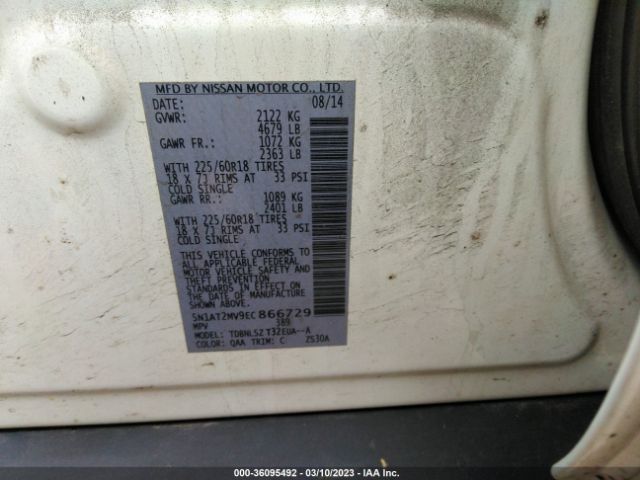 MFD BY NISSAN MOTOR CO., LTD.
DATE: 08/14
GVWR: 2122 KG
4679 LB
GAWR FR.: 1072 KG
2363 LB
WITH 225/60R18 TIRES
18 X 7J RIMS AT 33 PSI
COLD SINGLE
GAWR RR.: 1089 KG
2401 LB
WITH 225/60R18 TIRES
18 X 7J RIMS AT 33 PSI
COLD SINGLE
THIS VEHICLE CONFORMS TO
ALL APPLICABLE FEDERAL
MOTOR VEHICLE SAFETY AND
THEFT PREVENTION
STANDARDS IN EFFECT ON
THE DATE OF MANUFACTURE
5N1AT2MV9EC866729
MPV 389
MODEL: TDBNLSZ T32EUA--A
COLOR: QAA TRIM: C ZS30A
000-36095492 - 03/10/2023 - IAA Inc.